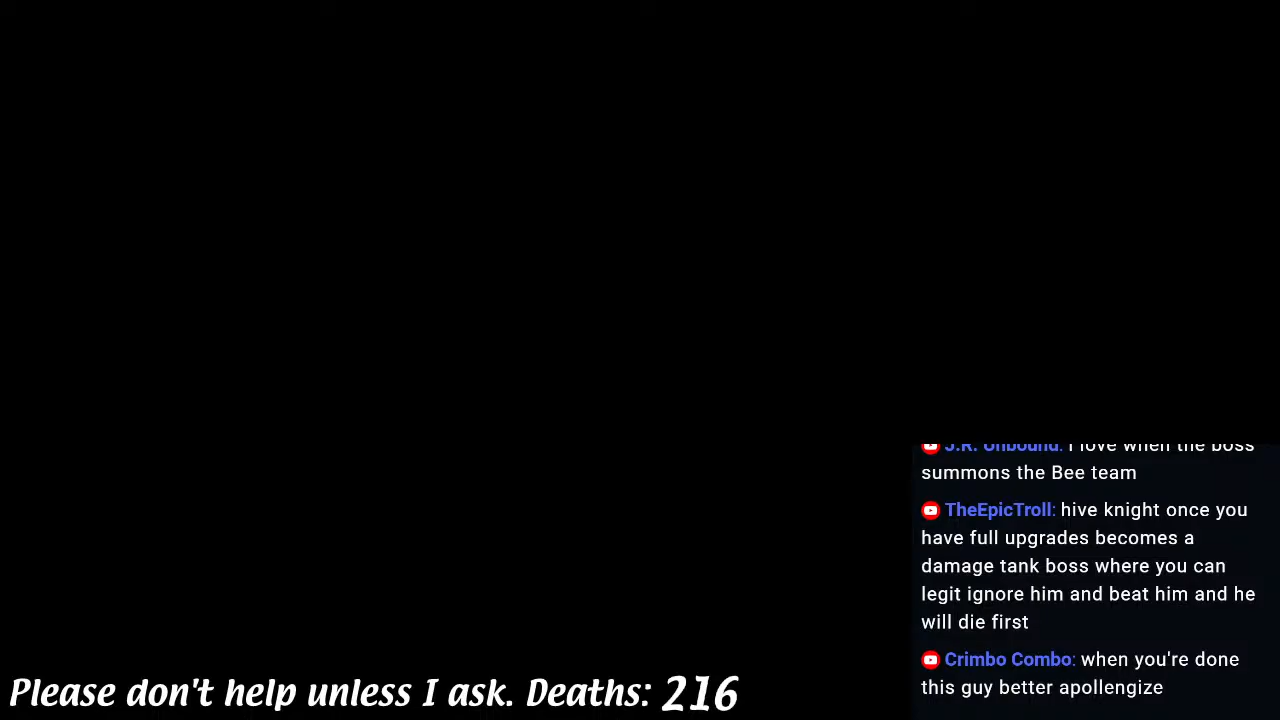 J.R. Unbound: I love when the boss
summons the Bee team
TheEpicTroll: hive knight once you
have full upgrades becomes a
damage tank boss where you can
legit ignore him and beat him and he
will die first
Crimbo Combo: when you're done
this guy better apollengize
Please don't help unless I ask. Deaths: 216